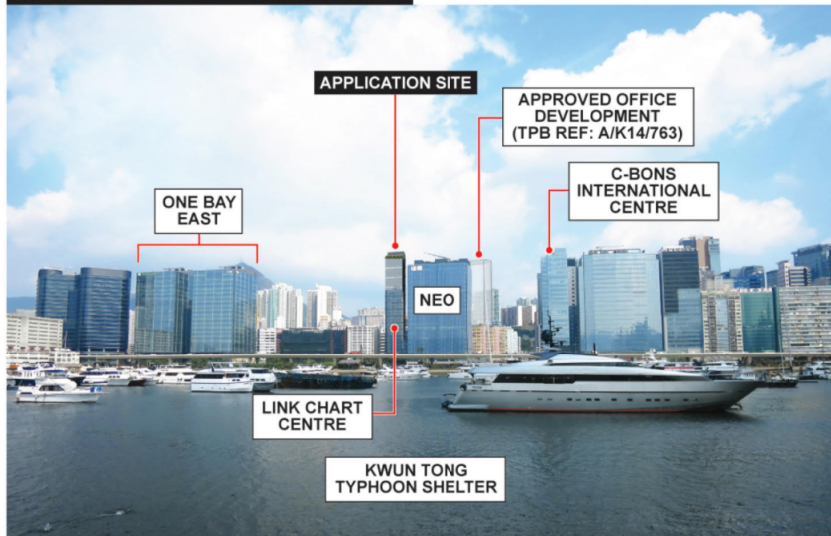 APPLICATION SITE
APPROVED OFFICE
DEVELOPMENT
(TPB REF: A/K14/763)
C-BONS
INTERNATIONAL
CENTRE
ONE BAY
EAST
NEO
LINK CHART
CENTRE
KWUN TONG
TYPHOON SHELTER